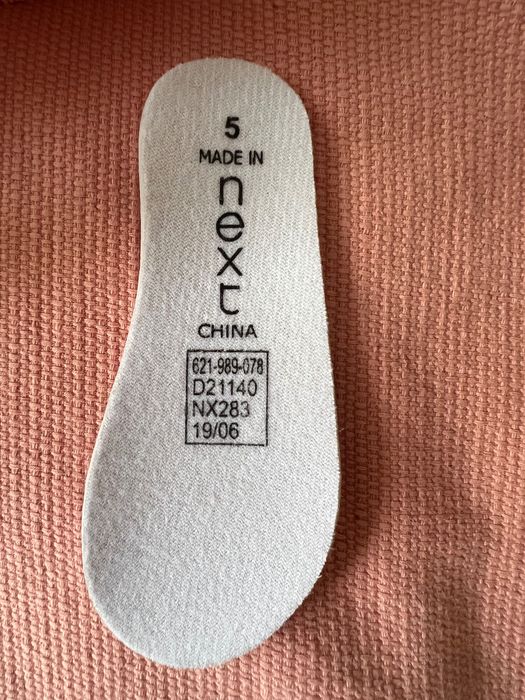 5
MADE IN
next
CHINA
621-989-078
D21140
NX283
19/06